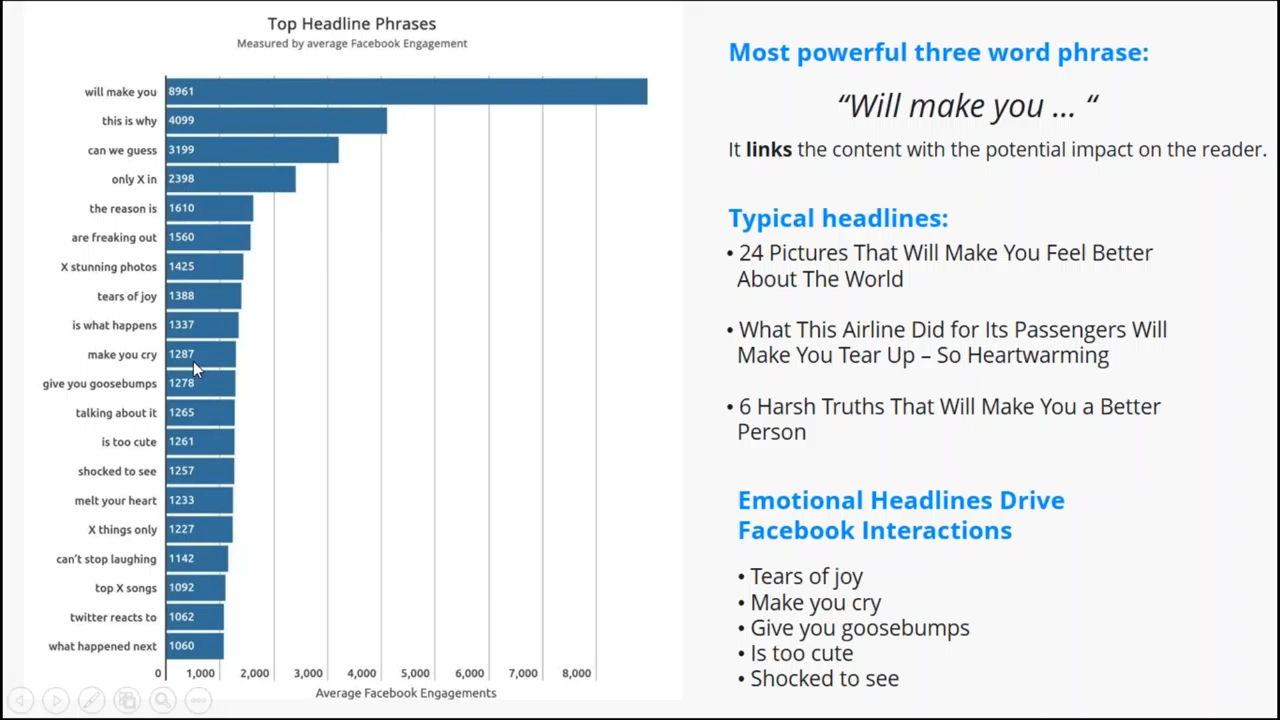 Top Headline Phrases
Measured by average Facebook Engagement
will make you 8961
this is why 4099
can we guess 3199
only X in 2398
the reason is 1610
are freaking out 1560
X stunning photos 1425
tears of joy 1388
is what happens 1337
make you cry 1287
give you goosebumps 1278
talking about it 1265
is too cute 1261
shocked to see 1257
melt your heart 1233
X things only 1227
can't stop laughing 1142
top X songs 1092
twitter reacts to 1062
what happened next 1060
0 1,000 2,000 3,000 4,000 5,000 6,000 7,000 8,000
Average Facebook Engagements
Most powerful three word phrase:
“Will make you ... “
It links the content with the potential impact on the reader.
Typical headlines:
• 24 Pictures That Will Make You Feel Better
About The World
• What This Airline Did for Its Passengers Will
Make You Tear Up – So Heartwarming
• 6 Harsh Truths That Will Make You a Better
Person
Emotional Headlines Drive
Facebook Interactions
• Tears of joy
• Make you cry
• Give you goosebumps
• Is too cute
• Shocked to see